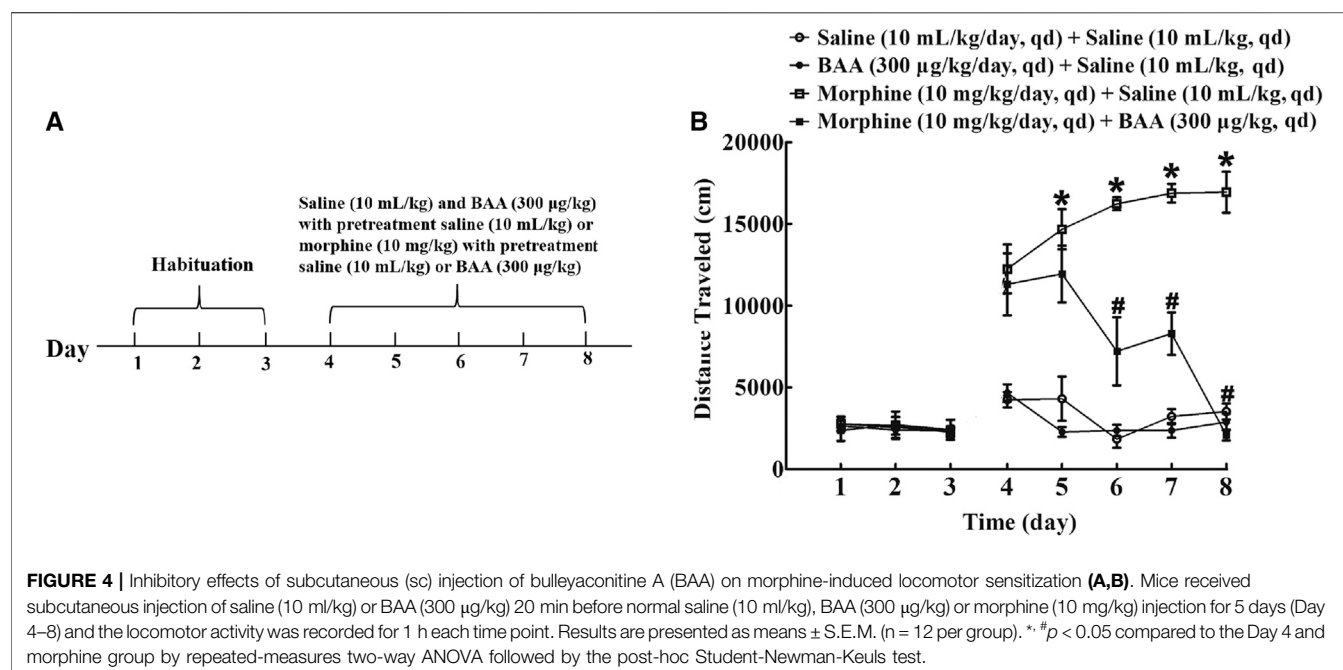 Saline (10 mL/kg/day, qd) + Saline (10 mL/kg, qd)
BAA (300 µg/kg/day, qd) + Saline (10 mL/kg, qd)
Morphine (10 mg/kg/day, qd) + Saline (10 mL/kg, qd)
Morphine (10 mg/kg/day, qd) + BAA (300 µg/kg, qd)
A
Saline (10 mL/kg) and BAA (300 µg/kg)
with pretreatment saline (10 mL/kg) or
morphine (10 mg/kg) with pretreatment
saline (10 mL/kg) or BAA (300 µg/kg)
Habituation
Day
1 2 3 4 5 6 7 8
B
Distance Traveled (cm)
20000
15000
10000
5000
0
* * * *
# # #
1 2 3 4 5 6 7 8
Time (day)
FIGURE 4 | Inhibitory effects of subcutaneous (sc) injection of bulleyaconitine A (BAA) on morphine-induced locomotor sensitization (A,B). Mice received
subcutaneous injection of saline (10 ml/kg) or BAA (300 µg/kg) 20 min before normal saline (10 ml/kg), BAA (300 µg/kg) or morphine (10 mg/kg) injection for 5 days (Day
4–8) and the locomotor activity was recorded for 1 h each time point. Results are presented as means ± S.E.M. (n = 12 per group). *, #p < 0.05 compared to the Day 4 and
morphine group by repeated-measures two-way ANOVA followed by the post-hoc Student-Newman-Keuls test.